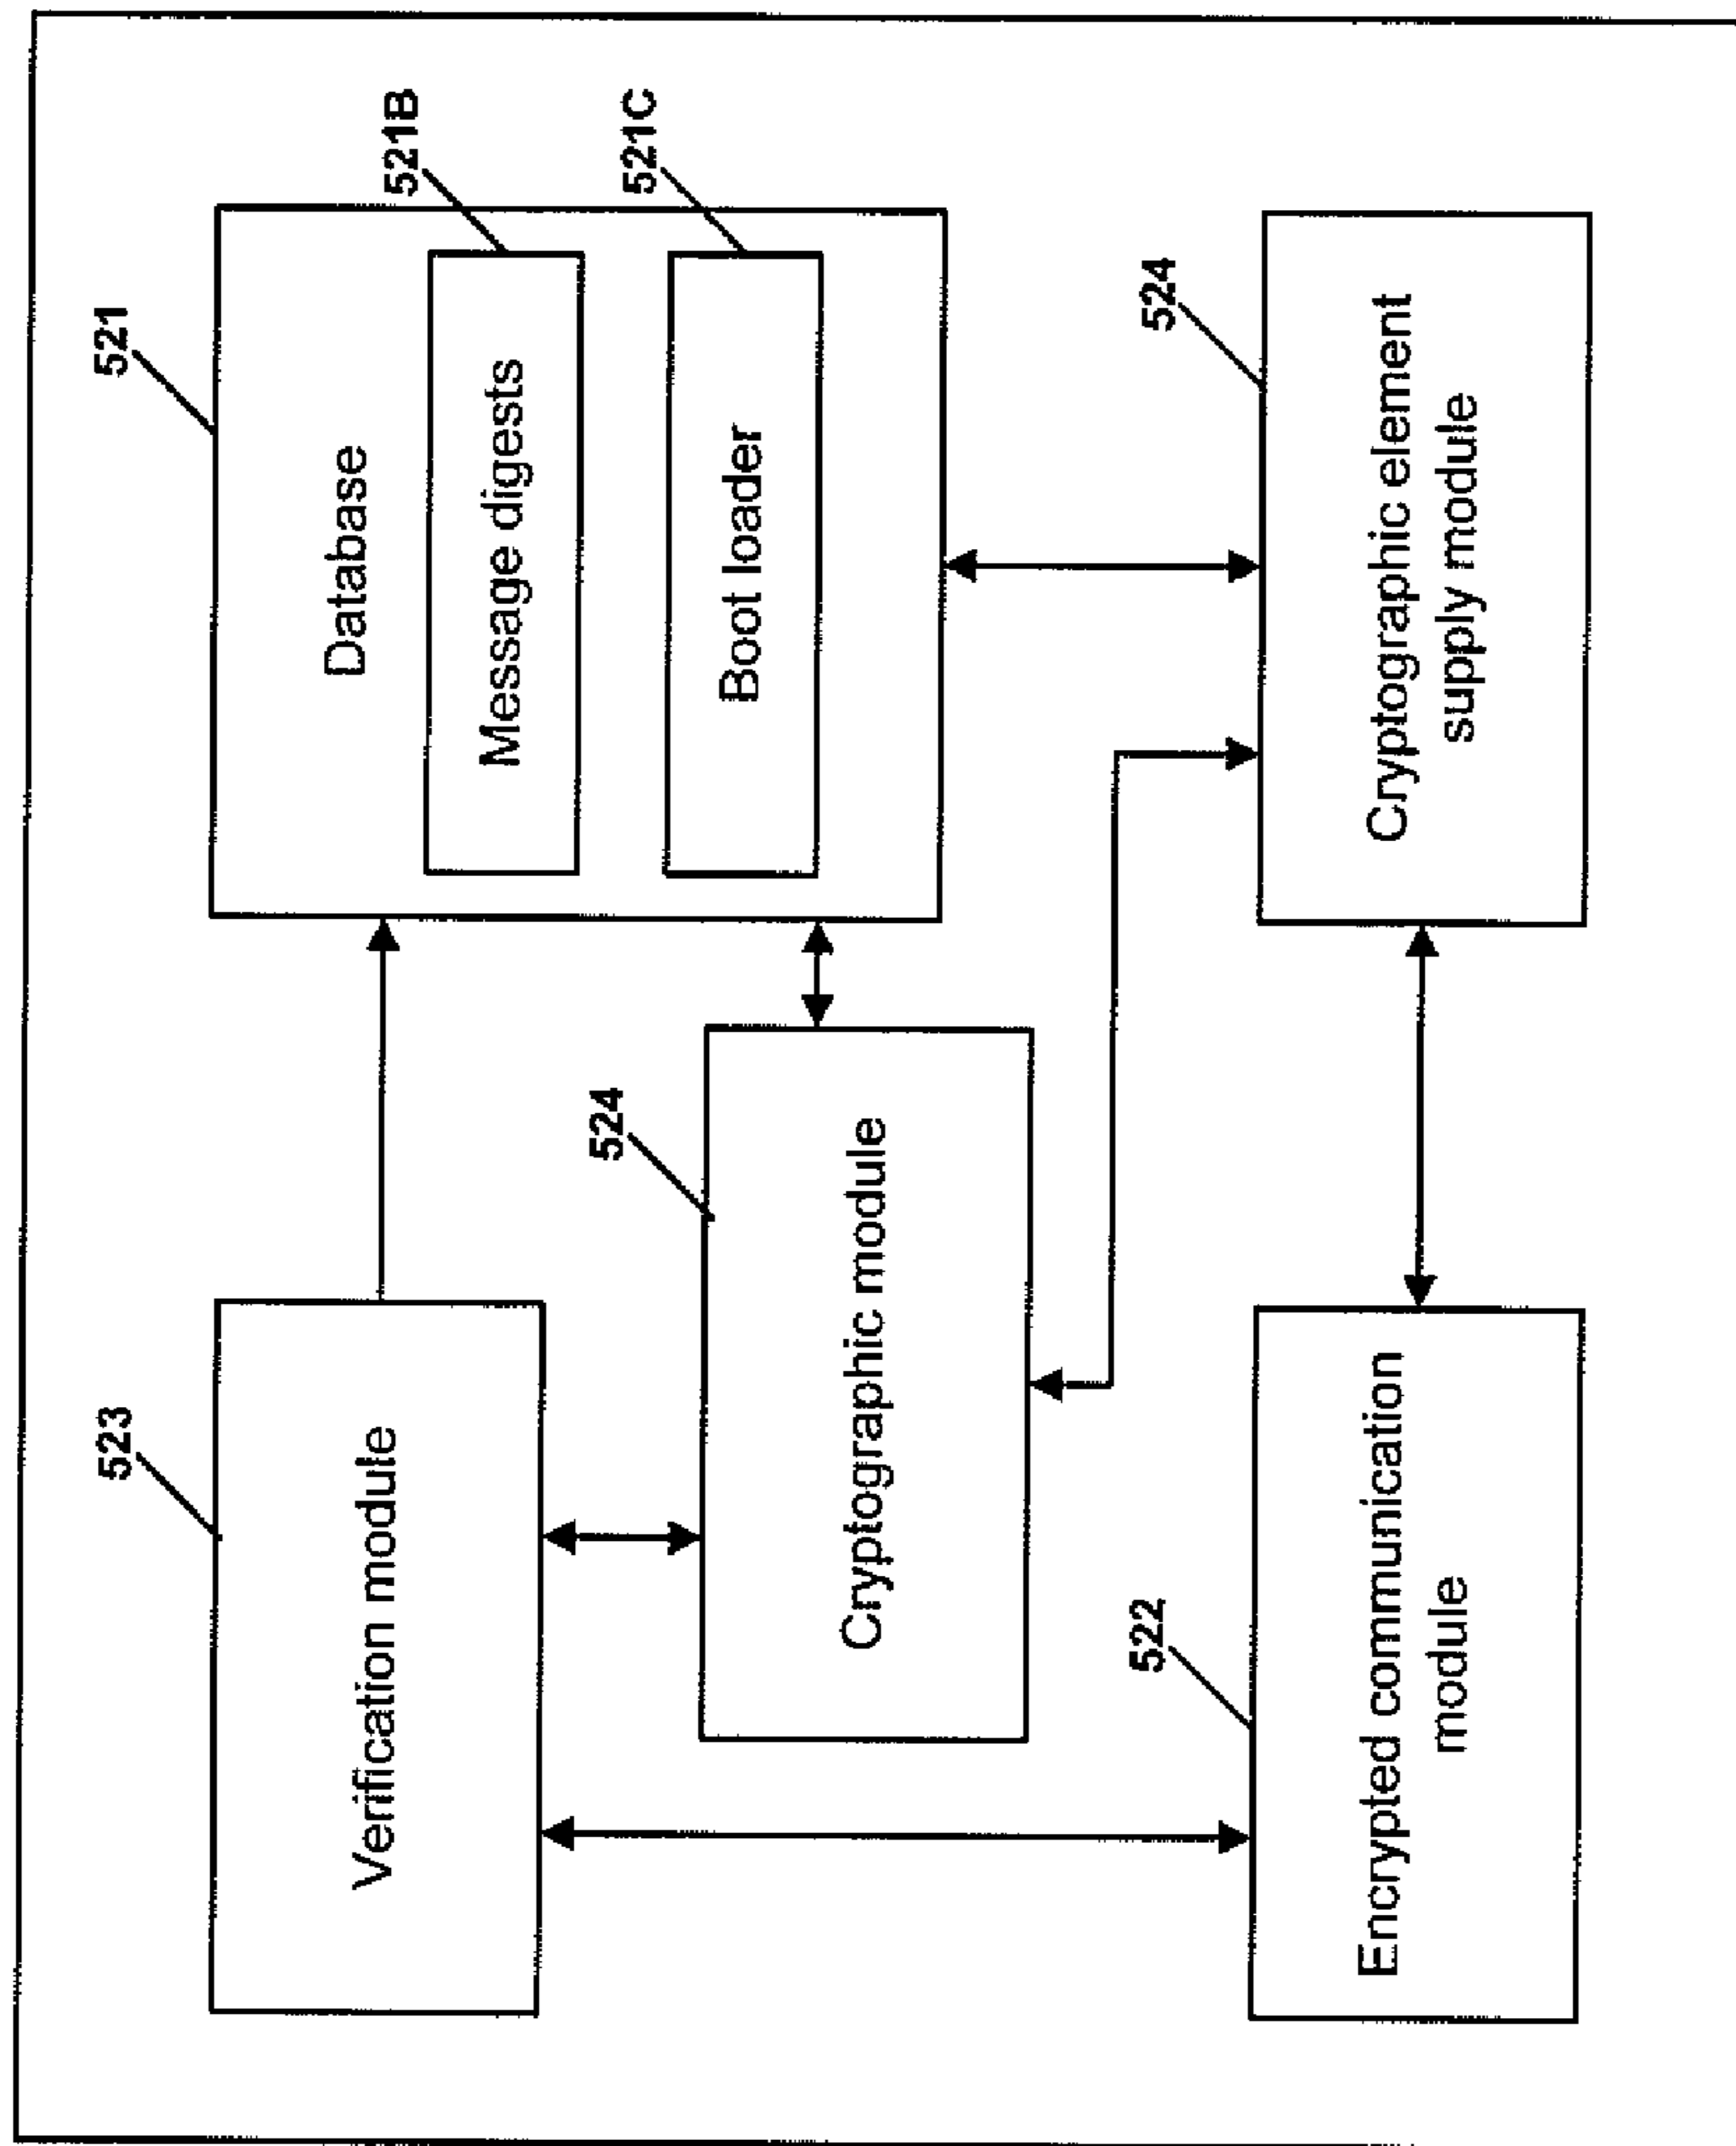 523
Verification module
521
Database
521B
Message digests
521C
Boot loader
524
Cryptographic module
522
Encrypted communication
module
524
Cryptographic element
supply module